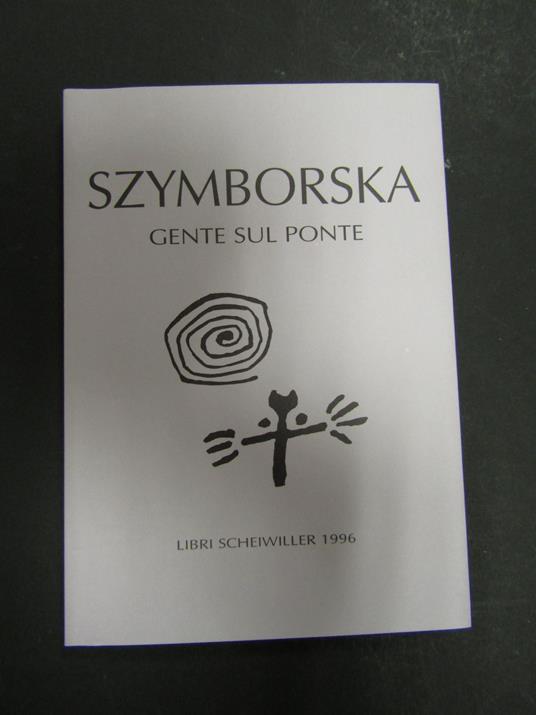 SZYMBORSKA
GENTE SUL PONTE
LIBRI SCHEIWILLER 1996